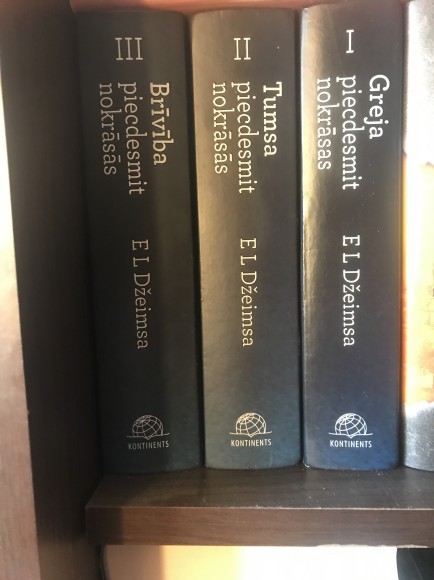 III
Brīvība
piecdesmit
nokrāsās
E L Džeimsa
KONTINENTS
II
Tumsa
piecdesmit
nokrāsās
E L Džeimsa
KONTINENTS
I
Greja
piecdesmit
nokrāsās
E L Džeimsa
KONTINENTS